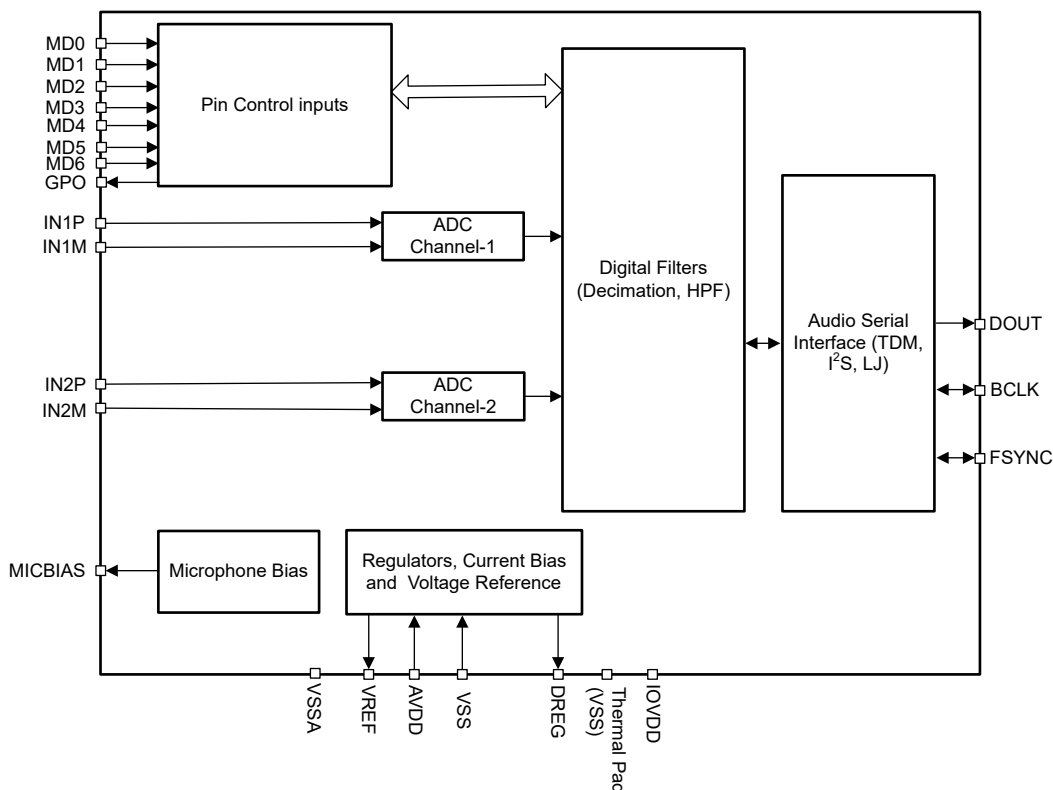 MD0
MD1
MD2
MD3
MD4
MD5
MD6
GPO
Pin Control inputs
IN1P
IN1M
ADC
Channel-1
IN2P
IN2M
ADC
Channel-2
Digital Filters
(Decimation, HPF)
Audio Serial
Interface (TDM,
I²S, LJ)
DOUT
BCLK
FSYNC
MICBIAS
Microphone Bias
Regulators, Current Bias
and Voltage Reference
VSSA
VREF
AVDD
VSS
DREG
Thermal Pad
(VSS)
IOVDD